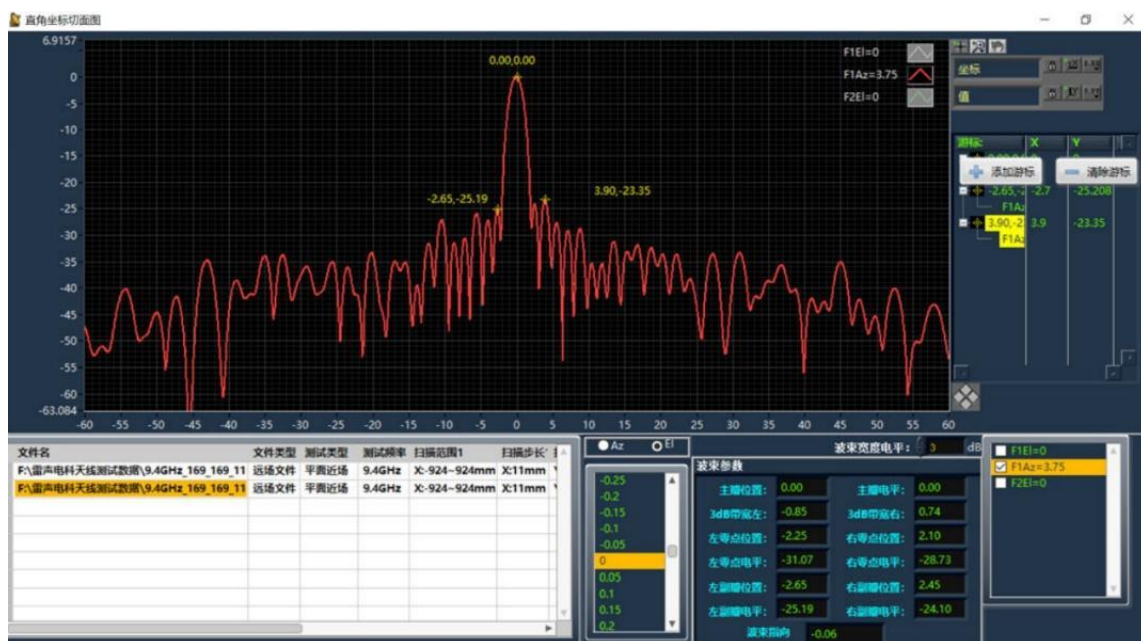 直角坐标切面图
6.9157
0
-5
-10
-15
-20
-25
-30
-35
-40
-45
-50
-55
-60
-63.084
-60 -55 -50 -45 -40 -35 -30 -25 -20 -15 -10 -5 0 5 10 15 20 25 30 35 40 45 50 55 60
0.00,0.00
-2.65,-25.19
3.90,-23.35
F1El=0
F1Az=3.75
F2El=0
坐标
值
游标: X Y
添加游标 清除游标
-2.65,-2 -2.7 -25.208
F1Az
3.90,-2 3.9 -23.35
F1Az
文件名 文件类型 测试类型 测试频率 扫描范围1 扫描步长
F:\雷声电科天线测试数据\9.4GHz_169_169_11 远场文件 平面近场 9.4GHz X:-924~924mm X:11mm
F:\雷声电科天线测试数据\9.4GHz_169_169_11 远场文件 平面近场 9.4GHz X:-924~924mm X:11mm
Az El
-0.25
-0.2
-0.15
-0.1
-0.05
0
0.05
0.1
0.15
0.2
波束宽度电平: 3 dB
波束参数
主瓣位置: 0.00 主瓣电平: 0.00
3dB带宽左: -0.85 3dB带宽右: 0.74
左零点位置: -2.25 右零点位置: 2.10
左零点电平: -31.07 右零点电平: -28.73
左副瓣位置: -2.65 右副瓣位置: 2.45
左副瓣电平: -25.19 右副瓣电平: -24.10
波束指向 -0.06
F1El=0
F1Az=3.75
F2El=0